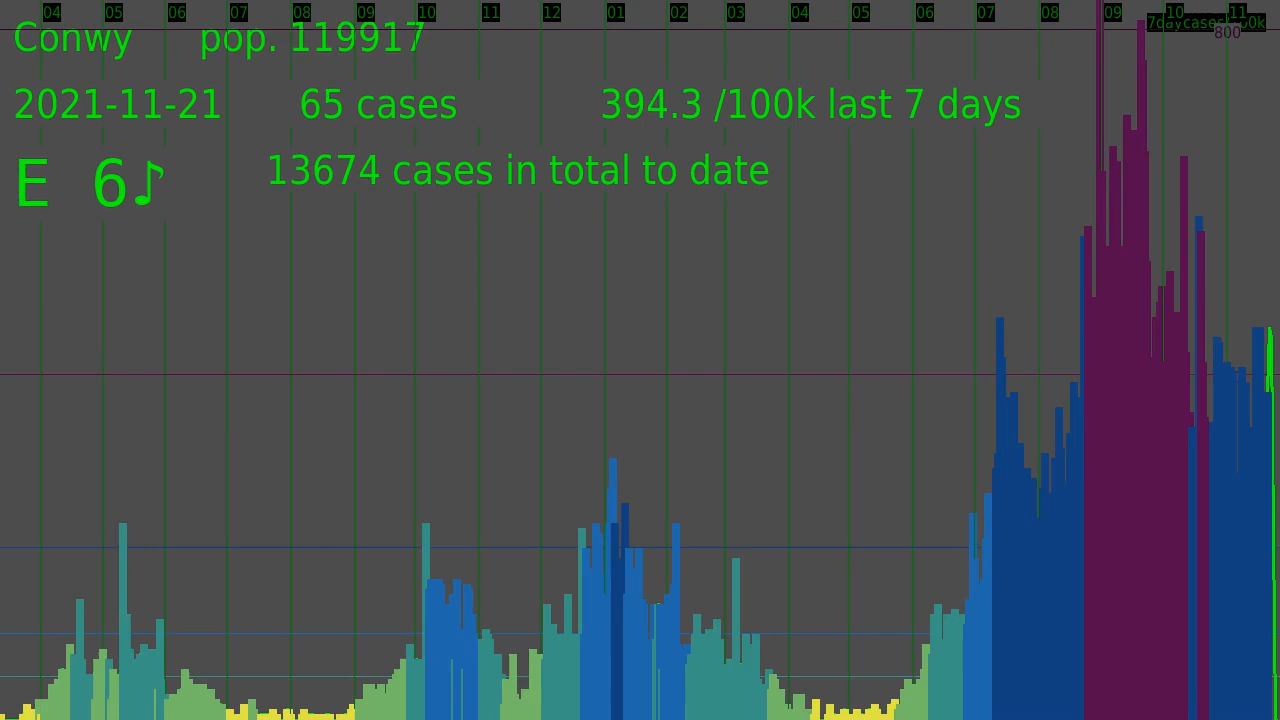 04 05 06 07 08 09 10 11 12 01 02 03 04 05 06 07 08 09 10 11
800
Conwy pop. 119917
2021-11-21 65 cases 394.3 /100k last 7 days
E 6♪ 13674 cases in total to date